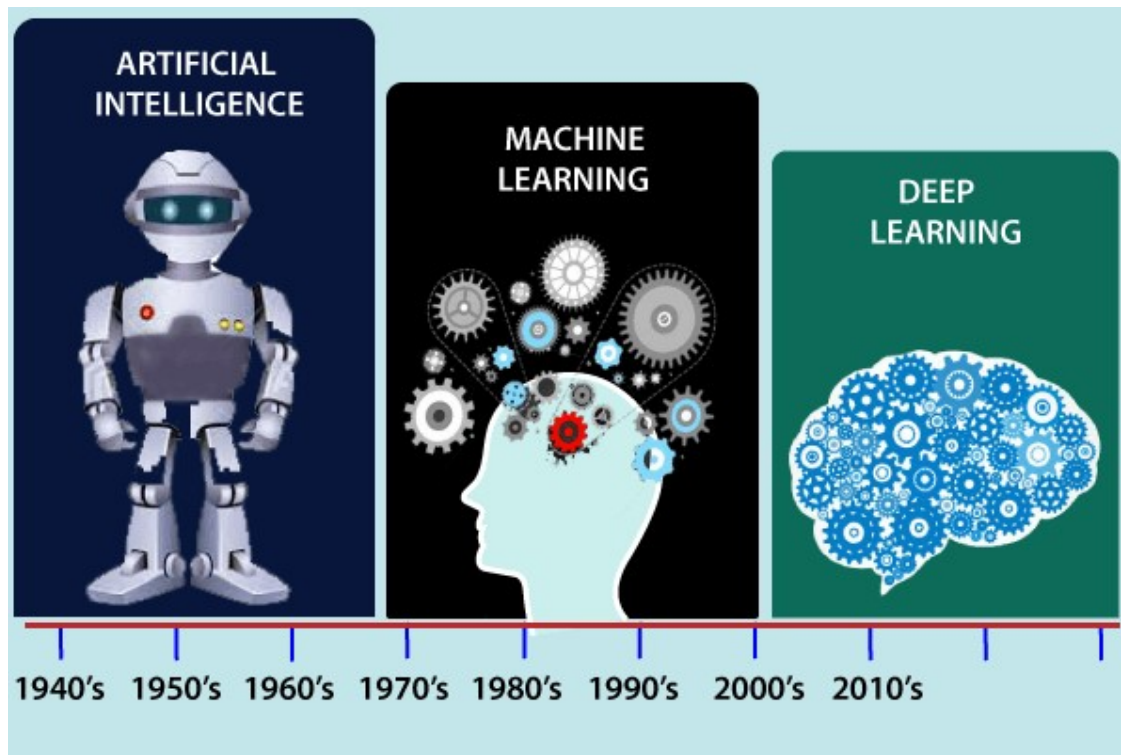 ARTIFICIAL
INTELLIGENCE
MACHINE
LEARNING
DEEP
LEARNING
1940's 1950's 1960's 1970's 1980's 1990's 2000's 2010's